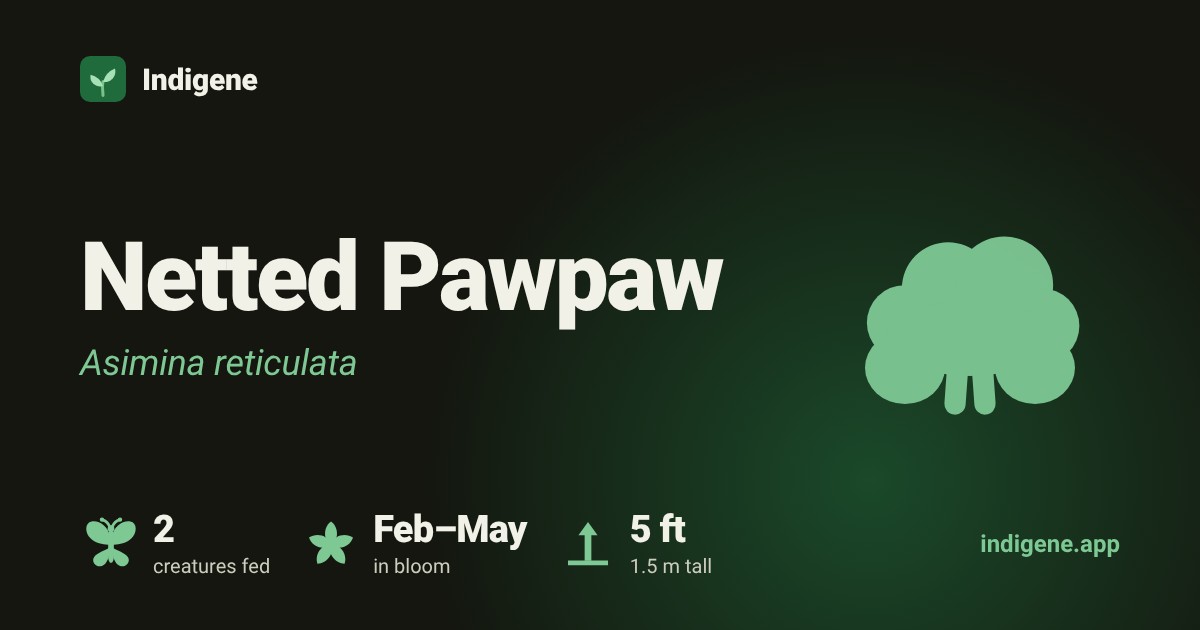 Indigene
Netted Pawpaw
Asimina reticulata
2
creatures fed
Feb–May
in bloom
5 ft
1.5 m tall
indigene.app